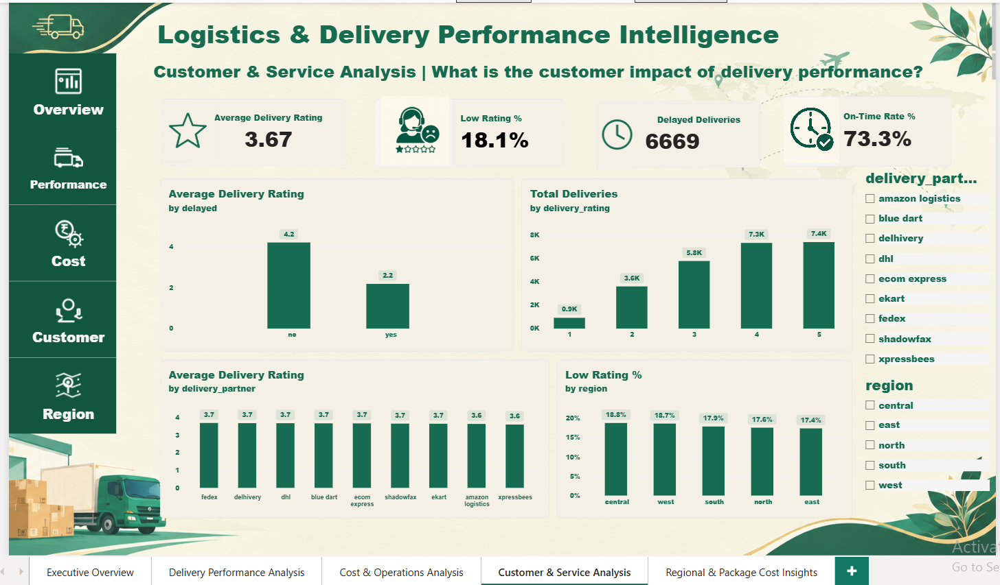 Logistics & Delivery Performance Intelligence
Customer & Service Analysis | What is the customer impact of delivery performance?
Overview
Performance
Cost
Customer
Region
Average Delivery Rating
3.67
Low Rating %
18.1%
Delayed Deliveries
6669
On-Time Rate %
73.3%
Average Delivery Rating
by delayed
4
2
0
4.2
2.2
no
yes
Total Deliveries
by delivery_rating
8K
6K
4K
2K
0K
0.9K
3.6K
5.8K
7.3K
7.4K
1
2
3
4
5
Average Delivery Rating
by delivery_partner
4
3
2
1
0
3.7
3.7
3.7
3.7
3.7
3.7
3.7
3.6
3.6
fedex
delhivery
dhl
blue dart
ecom
express
shadowfax
ekart
amazon
logistics
xpressbees
Low Rating %
by region
20%
15%
10%
5%
0%
18.8%
18.7%
17.9%
17.6%
17.4%
central
west
south
north
east
delivery_part...
amazon logistics
blue dart
delhivery
dhl
ecom express
ekart
fedex
shadowfax
xpressbees
region
central
east
north
south
west
Activa
Go to Se
Executive Overview
Delivery Performance Analysis
Cost & Operations Analysis
Customer & Service Analysis
Regional & Package Cost Insights
+